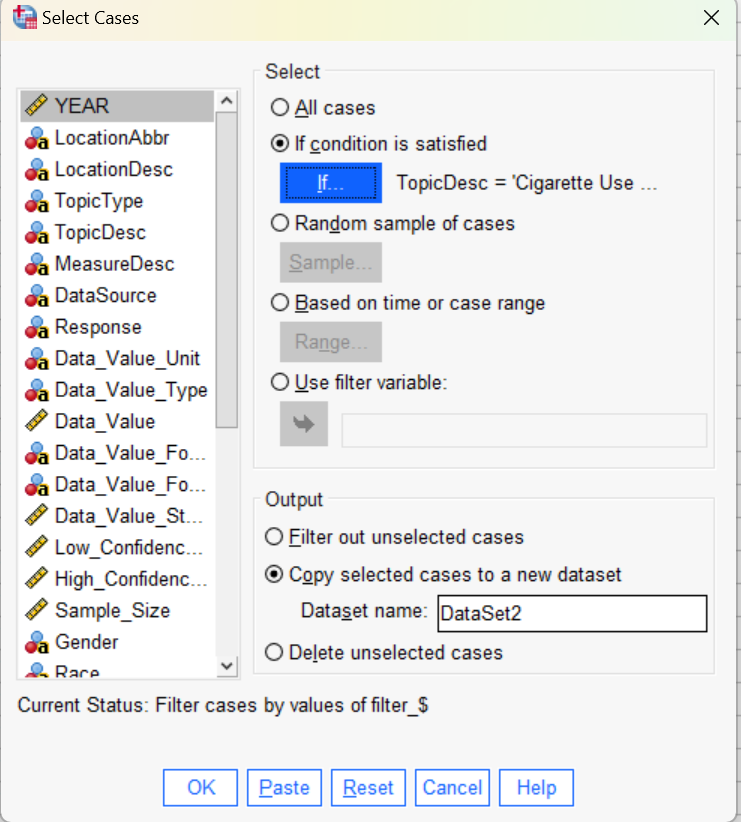 Select Cases
YEAR
LocationAbbr
LocationDesc
TopicType
TopicDesc
MeasureDesc
DataSource
Response
Data_Value_Unit
Data_Value_Type
Data_Value
Data_Value_Fo...
Data_Value_Fo...
Data_Value_St...
Low_Confidenc...
High_Confidenc...
Sample_Size
Gender
Race
Select
All cases
If condition is satisfied
If... TopicDesc = 'Cigarette Use ...
Random sample of cases
Sample...
Based on time or case range
Range...
Use filter variable:
Output
Filter out unselected cases
Copy selected cases to a new dataset
Dataset name: DataSet2
Delete unselected cases
Current Status: Filter cases by values of filter_$
OK Paste Reset Cancel Help